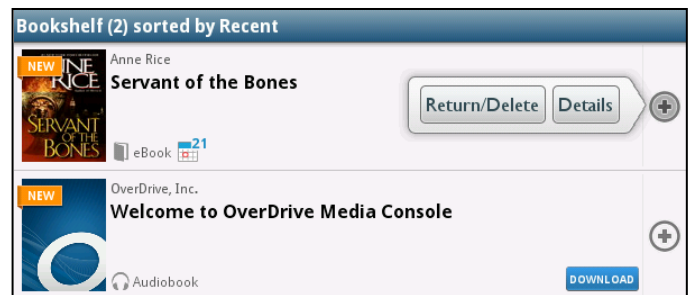 Bookshelf (2) sorted by Recent
NEW
ANNE
RICE
SERVANT
OF THE
BONES
Anne Rice
Servant of the Bones
Return/Delete Details
eBook 21
NEW
OverDrive, Inc.
Welcome to OverDrive Media Console
Audiobook
DOWNLOAD